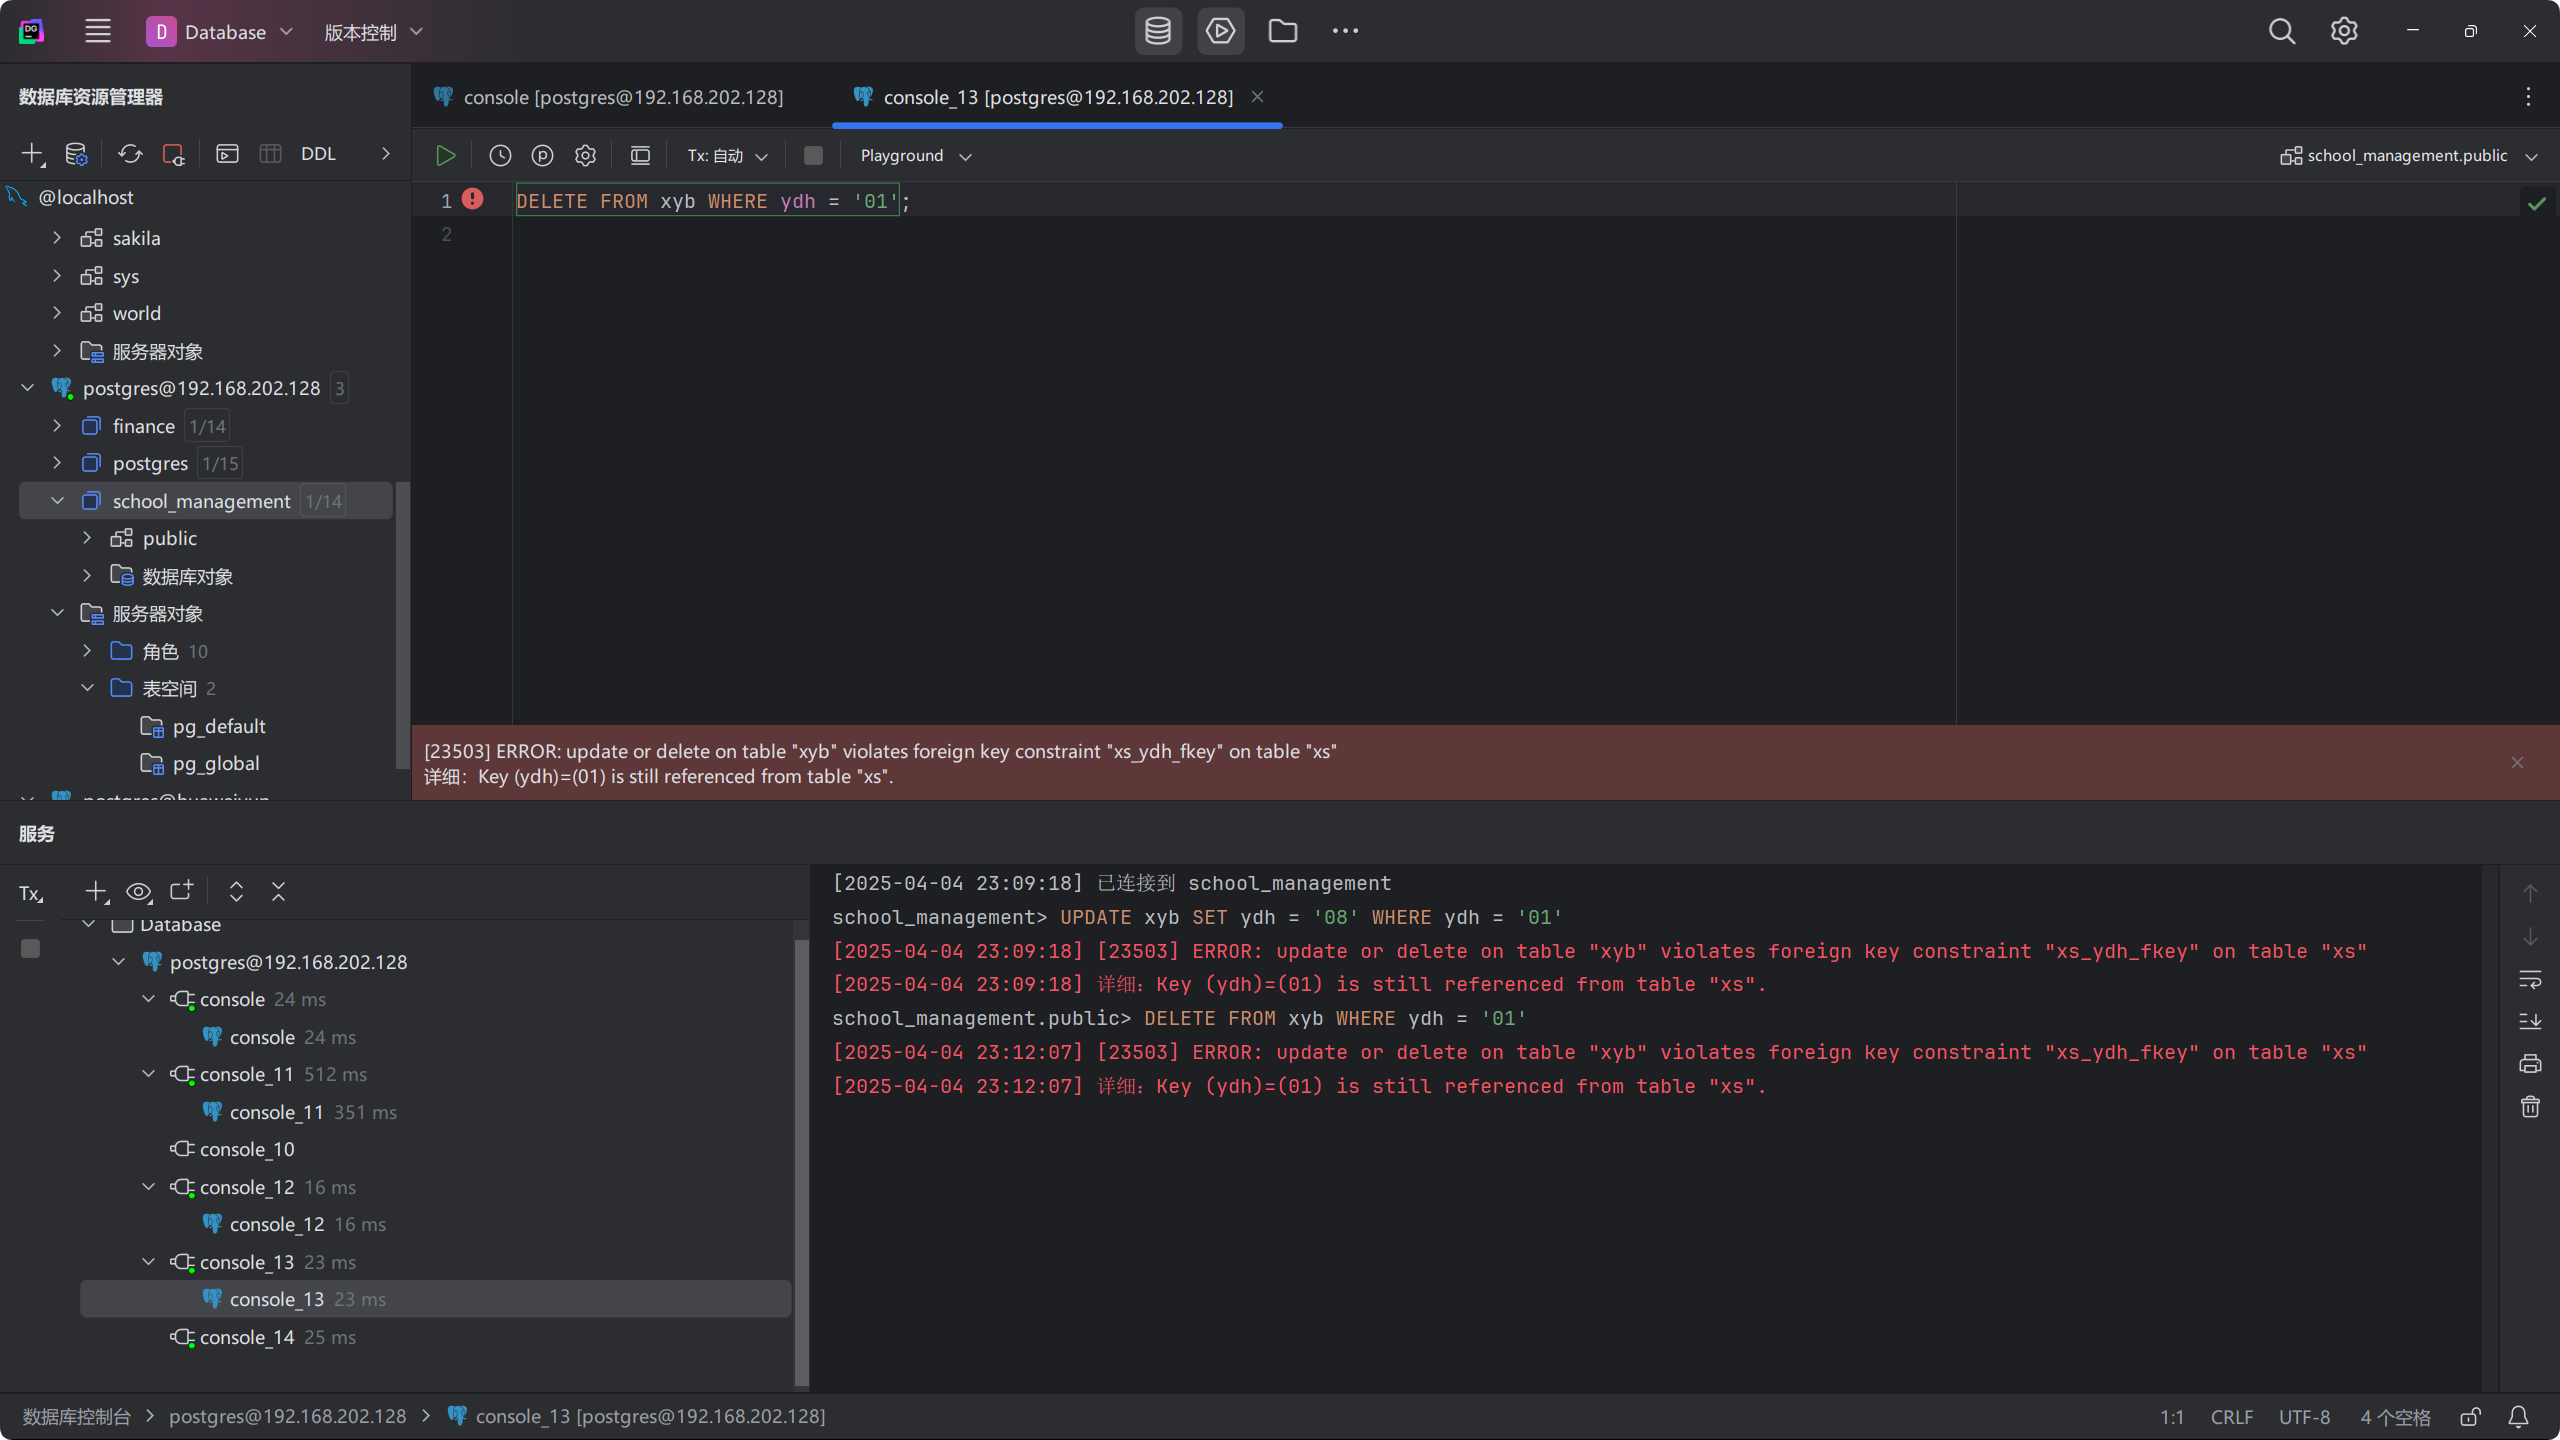 D Database 版本控制
数据库资源管理器
console [postgres@192.168.202.128] console_13 [postgres@192.168.202.128]
DDL
Tx: 自动 Playground school_management.public
@localhost
sakila
sys
world
服务器对象
postgres@192.168.202.128 3
finance 1/14
postgres 1/15
school_management 1/14
public
数据库对象
服务器对象
角色 10
表空间 2
pg_default
pg_global
postgres@huaweiyun
1 DELETE FROM xyb WHERE ydh = '01';
2
[23503] ERROR: update or delete on table "xyb" violates foreign key constraint "xs_ydh_fkey" on table "xs"
详细: Key (ydh)=(01) is still referenced from table "xs".
服务
Tx
Database
postgres@192.168.202.128
console 24 ms
console 24 ms
console_11 512 ms
console_11 351 ms
console_10
console_12 16 ms
console_12 16 ms
console_13 23 ms
console_13 23 ms
console_14 25 ms
[2025-04-04 23:09:18] 已连接到 school_management
school_management> UPDATE xyb SET ydh = '08' WHERE ydh = '01'
[2025-04-04 23:09:18] [23503] ERROR: update or delete on table "xyb" violates foreign key constraint "xs_ydh_fkey" on table "xs"
[2025-04-04 23:09:18] 详细: Key (ydh)=(01) is still referenced from table "xs".
school_management.public> DELETE FROM xyb WHERE ydh = '01'
[2025-04-04 23:12:07] [23503] ERROR: update or delete on table "xyb" violates foreign key constraint "xs_ydh_fkey" on table "xs"
[2025-04-04 23:12:07] 详细: Key (ydh)=(01) is still referenced from table "xs".
数据库控制台 postgres@192.168.202.128 console_13 [postgres@192.168.202.128]
1:1 CRLF UTF-8 4 个空格